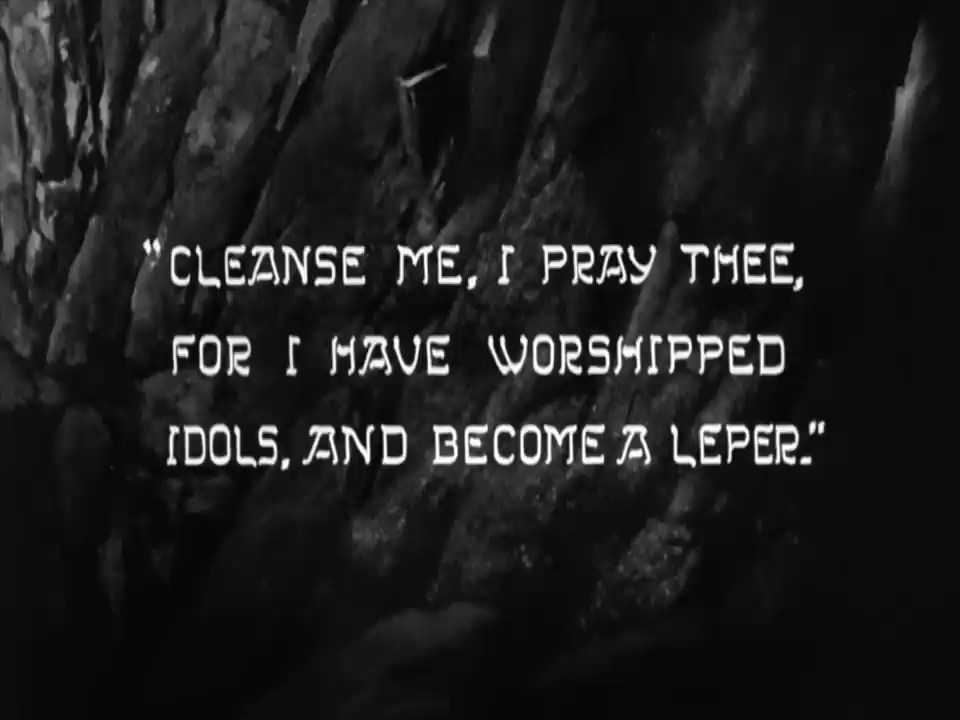 "CLEANSE ME, I PRAY THEE,
FOR I HAVE WORSHIPPED
IDOLS, AND BECOME A LEPER."